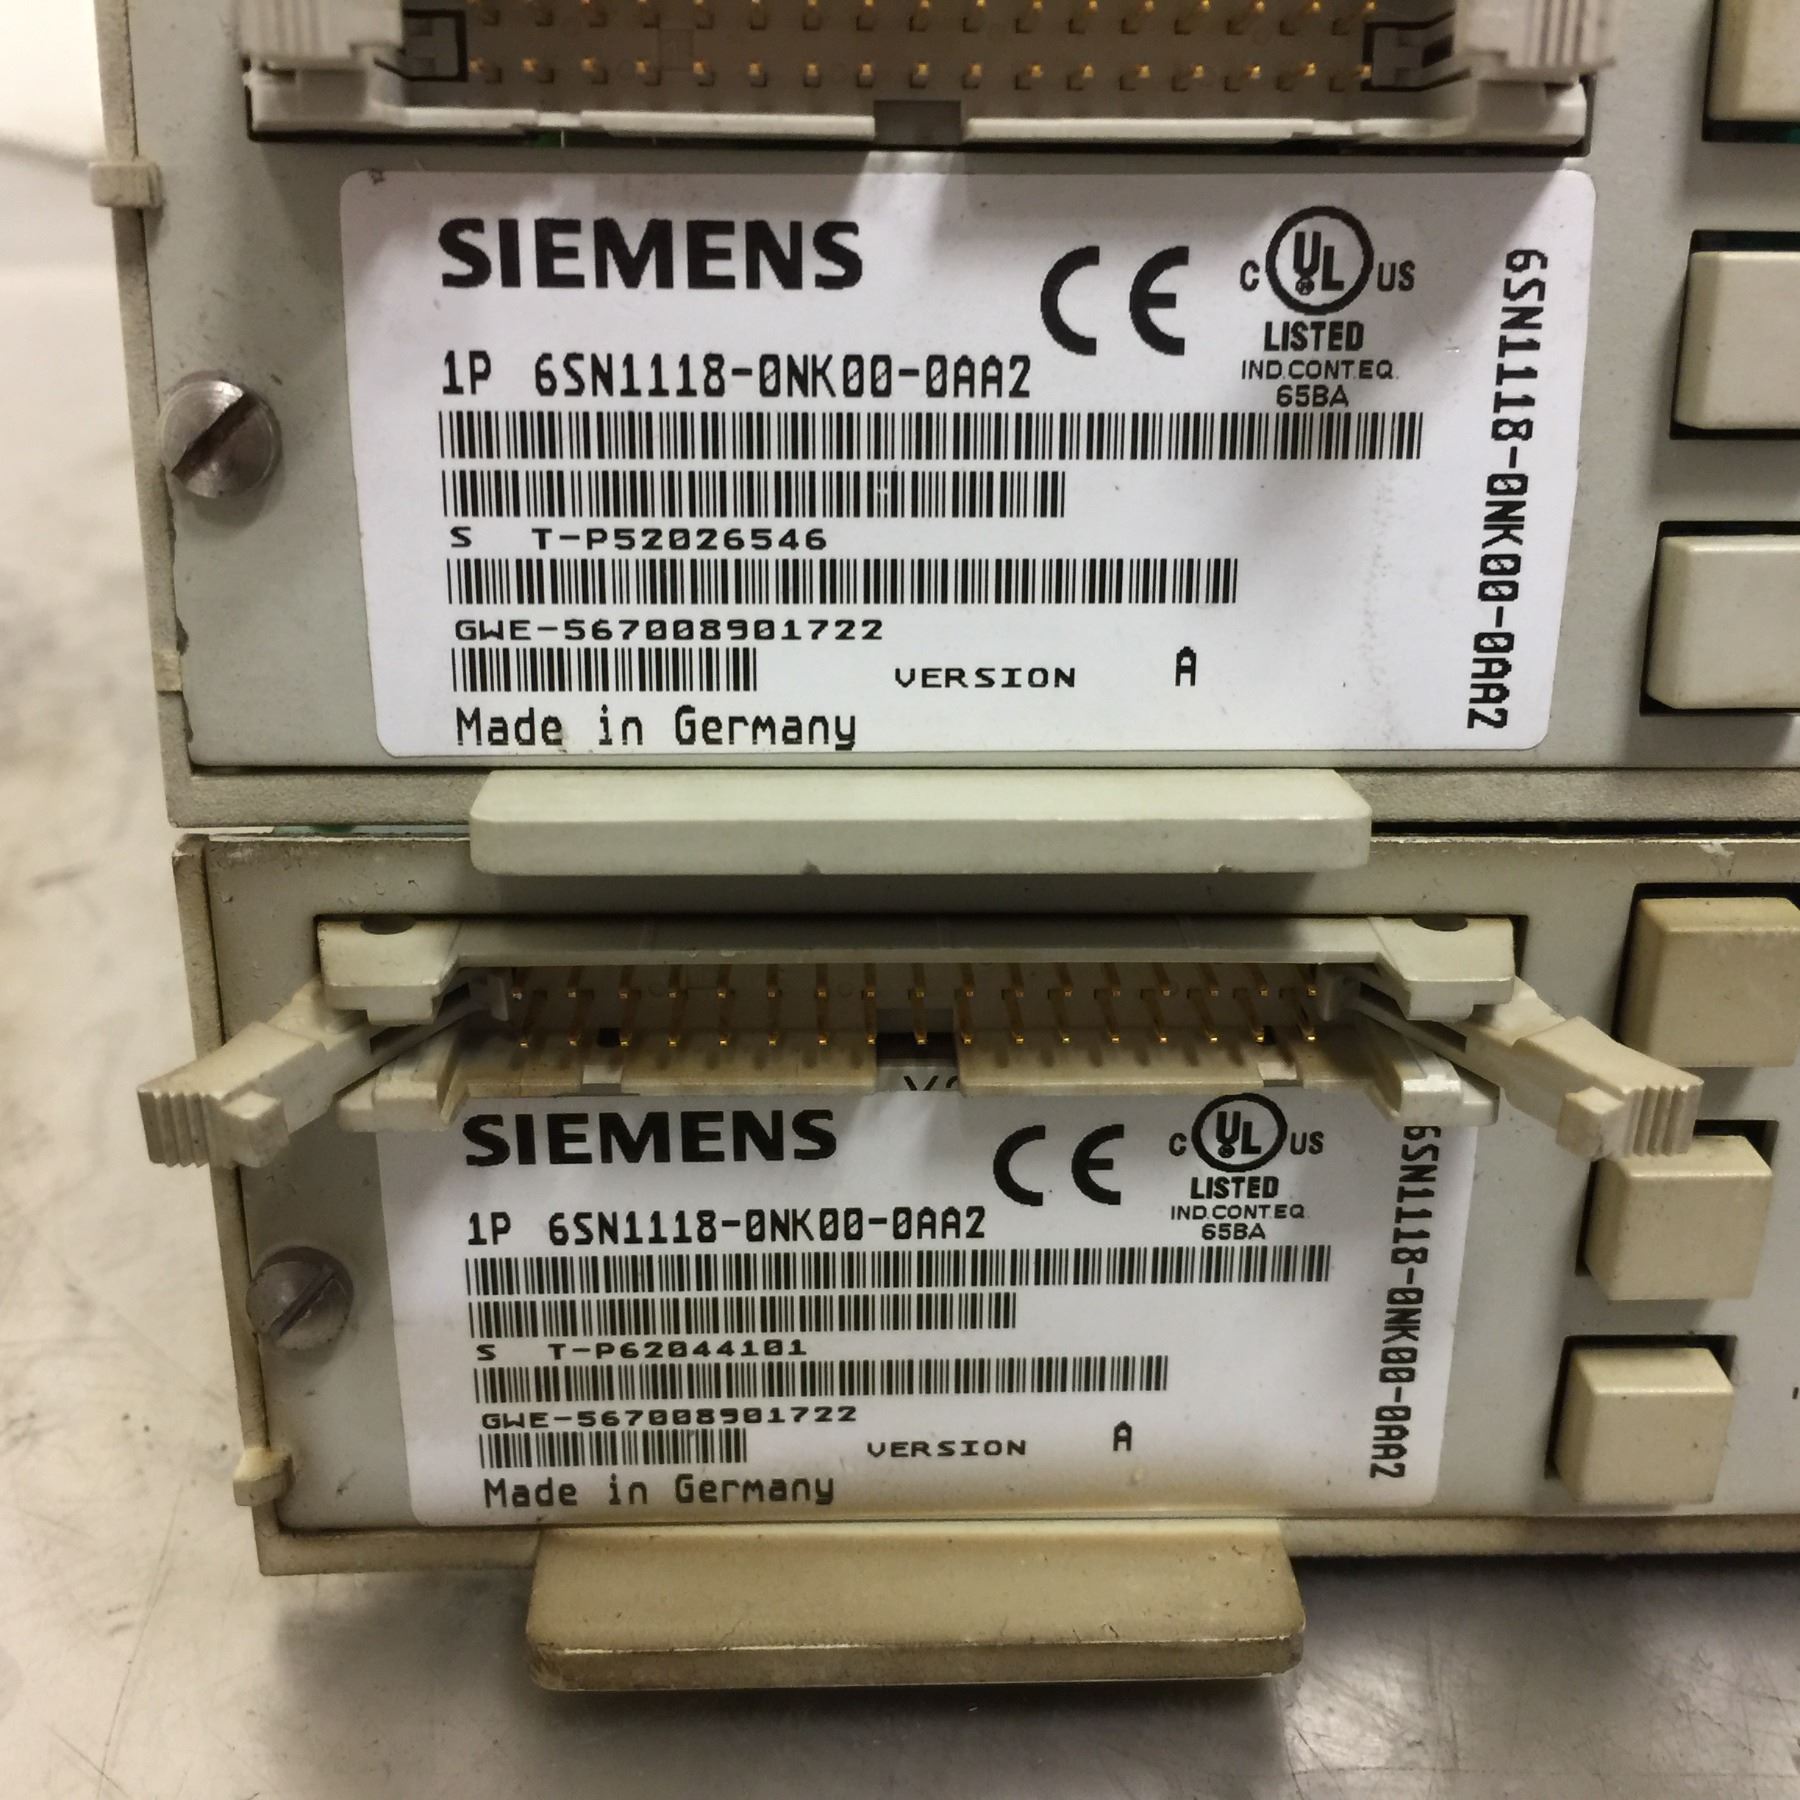 SIEMENS
CE
C UL US
LISTED
IND.CONT.EQ.
65BA
1P 6SN1118-0NK00-0AA2
S T-P52026546
GWE-567008901722
VERSION A
Made in Germany
6SN1118-0NK00-0AA2
SIEMENS
CE
C UL US
LISTED
IND.CONT.EQ.
65BA
1P 6SN1118-0NK00-0AA2
S T-P62044101
GWE-567008901722
VERSION A
Made in Germany
6SN1118-0NK00-0AA2